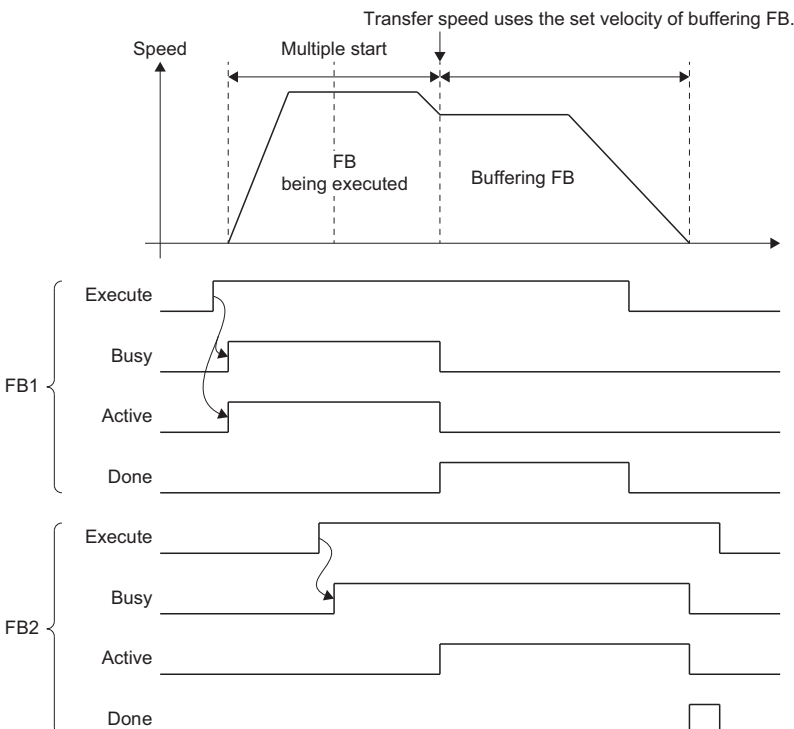 Transfer speed uses the set velocity of buffering FB.
Speed
Multiple start
FB
being executed
Buffering FB
FB1
Execute
Busy
Active
Done
FB2
Execute
Busy
Active
Done